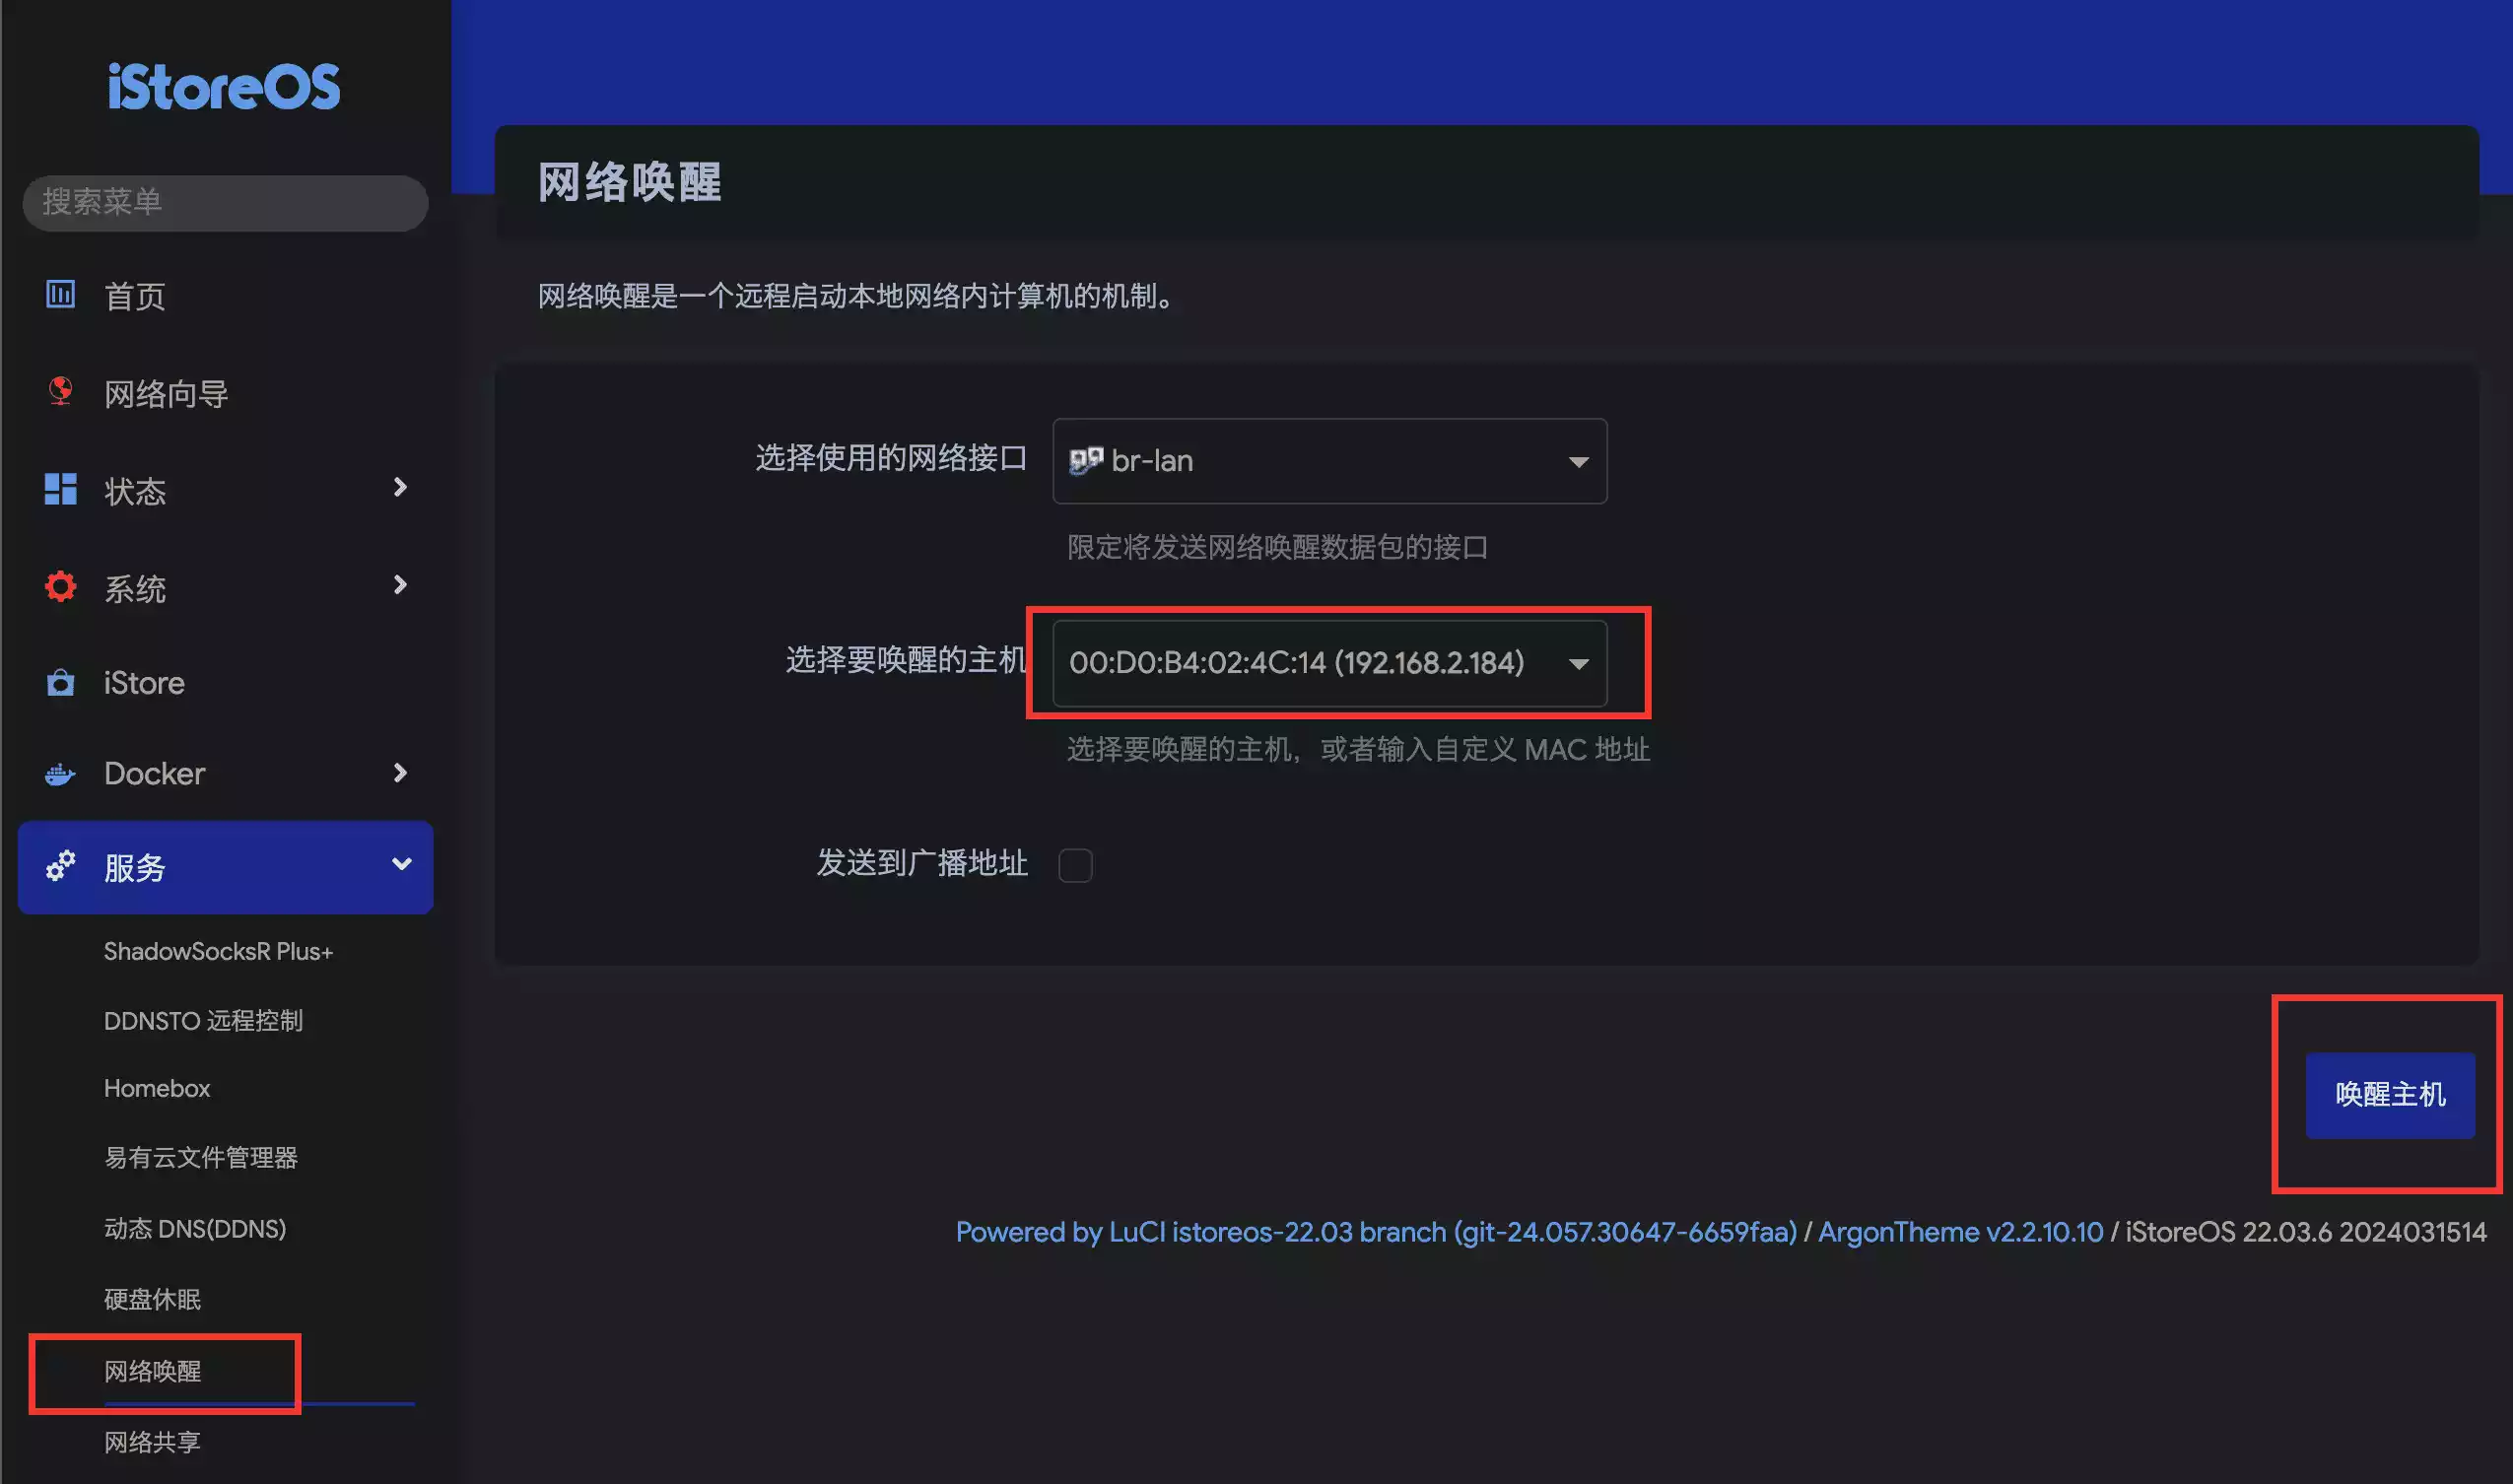 iStoreOS
搜索菜单
首页
网络向导
状态
系统
iStore
Docker
服务
ShadowSocksR Plus+
DDNSTO 远程控制
Homebox
易有云文件管理器
动态 DNS(DDNS)
硬盘休眠
网络唤醒
网络共享
网络唤醒
网络唤醒是一个远程启动本地网络内计算机的机制。
选择使用的网络接口
br-lan
限定将发送网络唤醒数据包的接口
选择要唤醒的主机
00:D0:B4:02:4C:14 (192.168.2.184)
选择要唤醒的主机，或者输入自定义 MAC 地址
发送到广播地址
唤醒主机
Powered by LuCI istoreos-22.03 branch (git-24.057.30647-6659faa) / ArgonTheme v2.2.10.10 / iStoreOS 22.03.6 2024031514